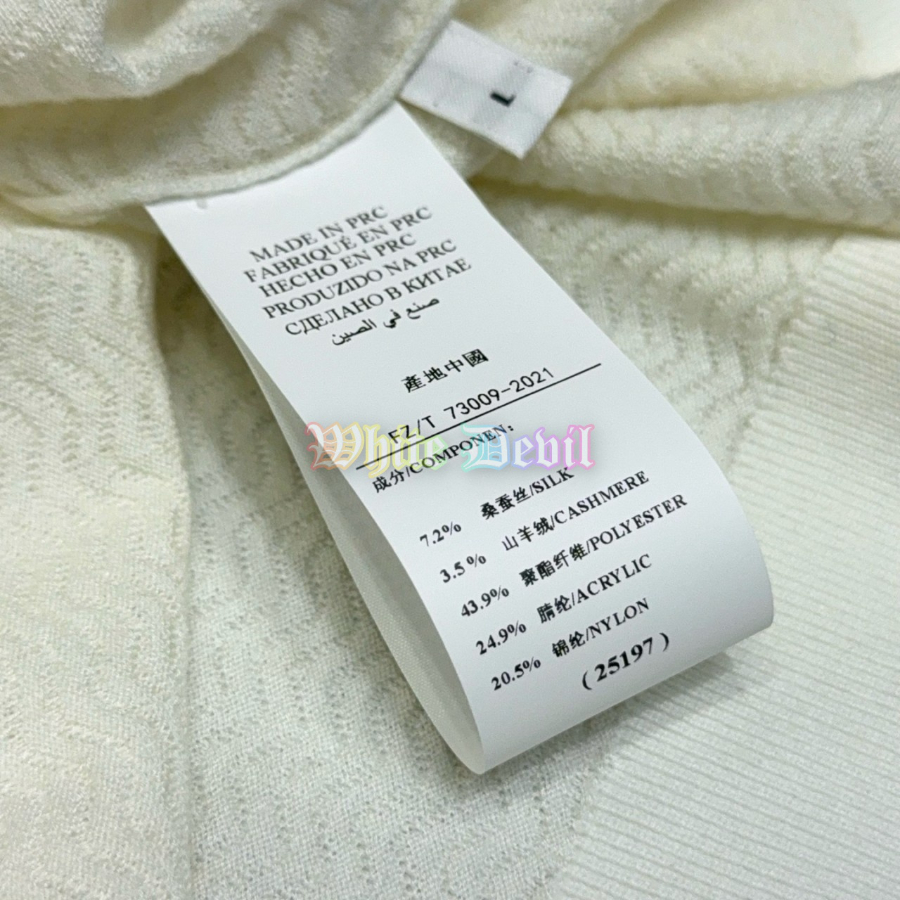 L
MADE IN PRC
FABRIQUÉ EN PRC
HECHO EN PRC
PRODUZIDO NA PRC
СДЕЛАНО В КИТАЕ
صنع في الصين
產地中國
FZ/T 73009-2021
White Devil
成分/COMPONEN:
7.2% 桑蚕丝/SILK
3.5% 山羊绒/CASHMERE
43.9% 聚酯纤维/POLYESTER
24.9% 腈纶/ACRYLIC
20.5% 锦纶/NYLON
(25197)